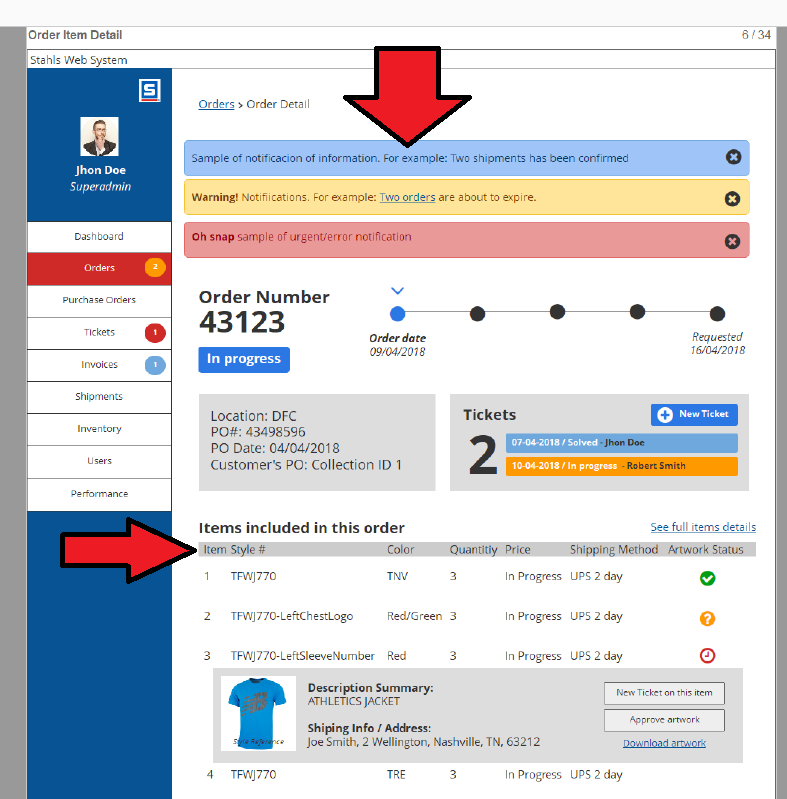 Order Item Detail
6 / 34
Stahls Web System
S
Orders > Order Detail
Jhon Doe
Superadmin
Sample of notificacion of information. For example: Two shipments has been confirmed
Warning! Notifiications. For example: Two orders are about to expire.
Oh snap sample of urgent/error notification
Dashboard
Orders 2
Purchase Orders
Tickets 1
Invoices 1
Shipments
Inventory
Users
Performance
Order Number
43123
In progress
Order date
09/04/2018
Requested
16/04/2018
Location: DFC
PO#: 43498596
PO Date: 04/04/2018
Customer's PO: Collection ID 1
Tickets
New Ticket
2
07-04-2018 / Solved - Jhon Doe
10-04-2018 / In progress - Robert Smith
Items included in this order
See full items details
Item Style # Color Quantitiy Price Shipping Method Artwork Status
1 TFWJ770 TNV 3 In Progress UPS 2 day
2 TFWJ770-LeftChestLogo Red/Green 3 In Progress UPS 2 day
3 TFWJ770-LeftSleeveNumber Red 3 In Progress UPS 2 day
Style Reference
Description Summary:
ATHLETICS JACKET
Shiping Info / Address:
Joe Smith, 2 Wellington, Nashville, TN, 63212
New Ticket on this item
Approve artwork
Download artwork
4 TFWJ770 TRE 3 In Progress UPS 2 day